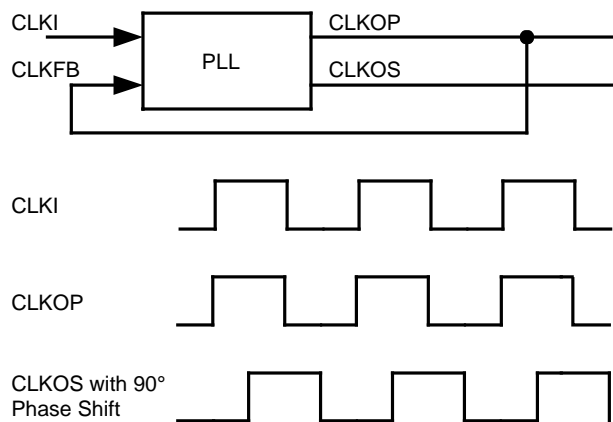 CLKI
CLKOP
CLKFB
PLL
CLKOS
CLKI
CLKOP
CLKOS with 90°
Phase Shift